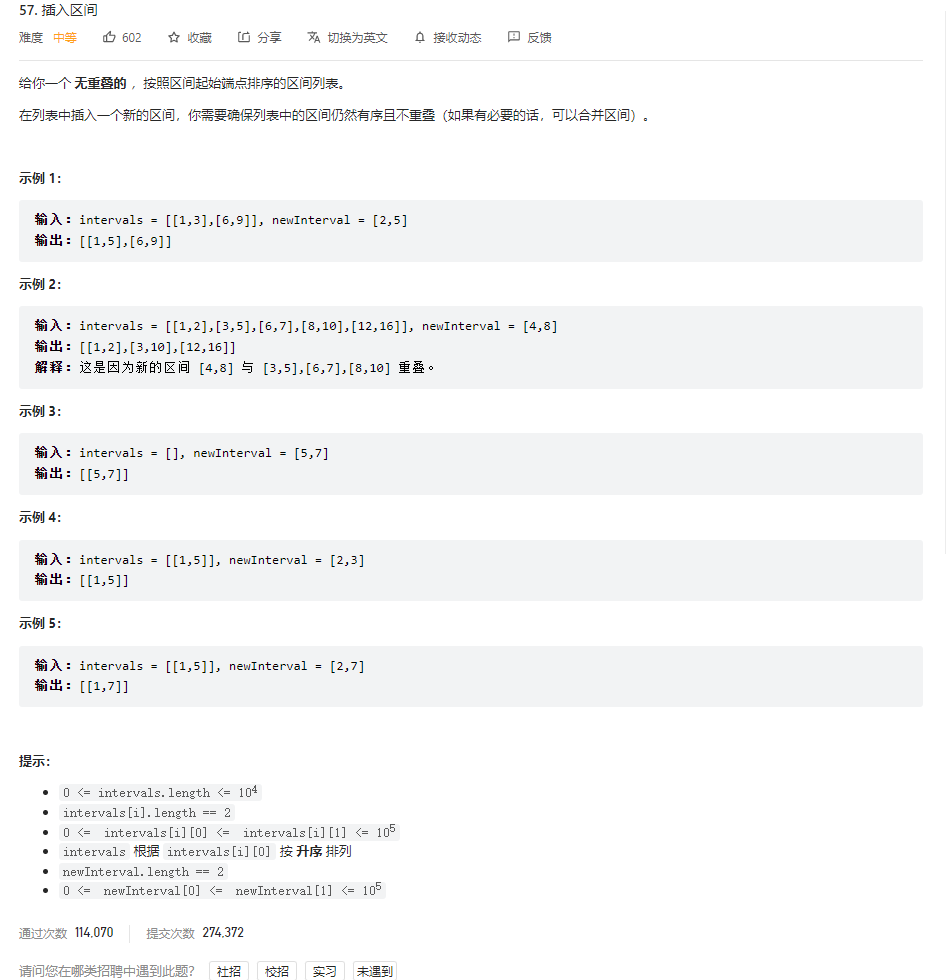 57. 插入区间
难度 中等 602 收藏 分享 切换为英文 接收动态 反馈
给你一个 无重叠的 ，按照区间起始端点排序的区间列表。
在列表中插入一个新的区间，你需要确保列表中的区间仍然有序且不重叠（如果有必要的话，可以合并区间）。
示例 1：
输入：intervals = [[1,3],[6,9]], newInterval = [2,5]
输出：[[1,5],[6,9]]
示例 2：
输入：intervals = [[1,2],[3,5],[6,7],[8,10],[12,16]], newInterval = [4,8]
输出：[[1,2],[3,10],[12,16]]
解释：这是因为新的区间 [4,8] 与 [3,5],[6,7],[8,10] 重叠。
示例 3：
输入：intervals = [], newInterval = [5,7]
输出：[[5,7]]
示例 4：
输入：intervals = [[1,5]], newInterval = [2,3]
输出：[[1,5]]
示例 5：
输入：intervals = [[1,5]], newInterval = [2,7]
输出：[[1,7]]
提示：
0 <= intervals.length <= 10⁴
intervals[i].length == 2
0 <= intervals[i][0] <= intervals[i][1] <= 10⁵
intervals 根据 intervals[i][0] 按 升序 排列
newInterval.length == 2
0 <= newInterval[0] <= newInterval[1] <= 10⁵
通过次数 114,070 提交次数 274,372
请问您在哪类招聘中遇到此题？ 社招 校招 实习 未遇到